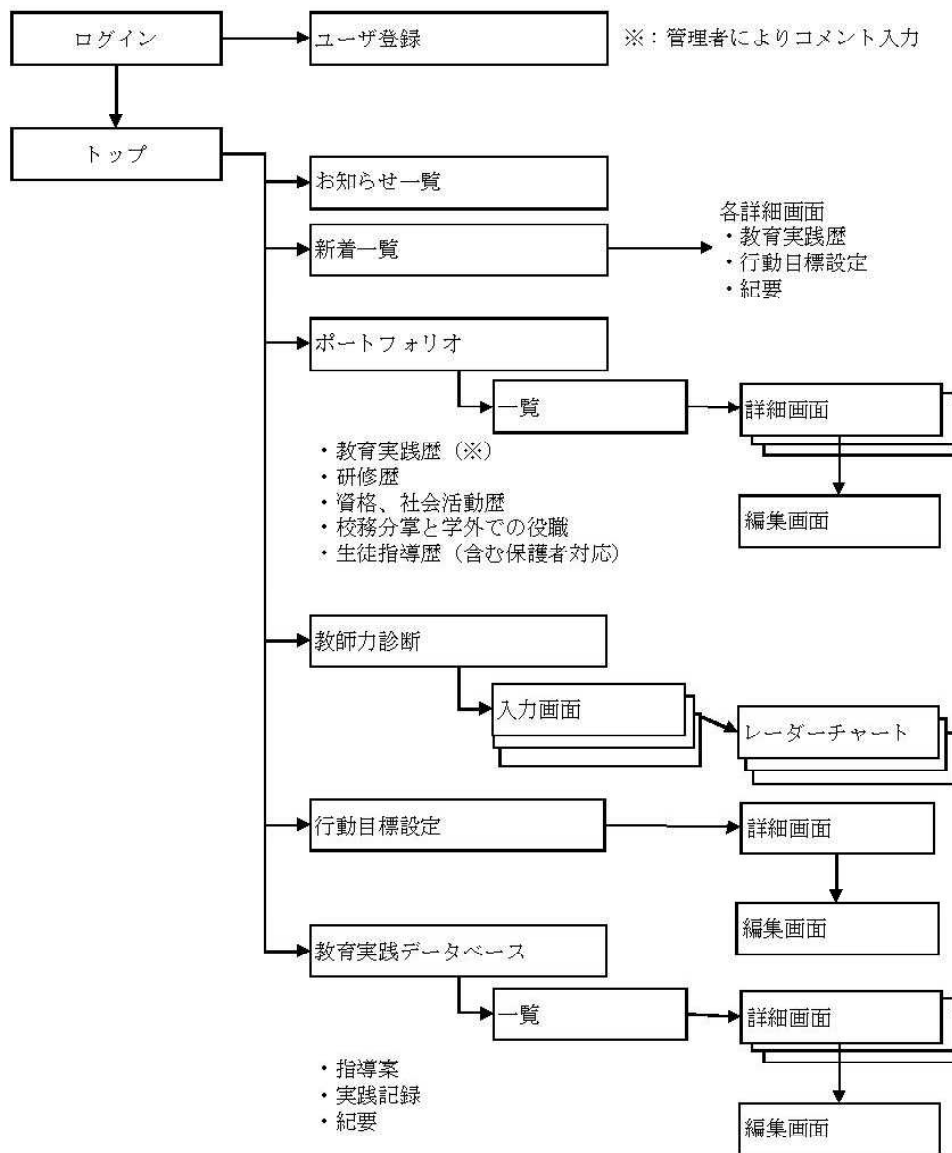 ログイン
ユーザ登録
※：管理者によりコメント入力
トップ
お知らせ一覧
新着一覧
各詳細画面
・教育実践歴
・行動目標設定
・紀要
ポートフォリオ
一覧
詳細画面
編集画面
・教育実践歴（※）
・研修歴
・資格、社会活動歴
・校務分掌と学外での役職
・生徒指導歴（含む保護者対応）
教師力診断
入力画面
レーダーチャート
行動目標設定
詳細画面
編集画面
教育実践データベース
一覧
詳細画面
編集画面
・指導案
・実践記録
・紀要